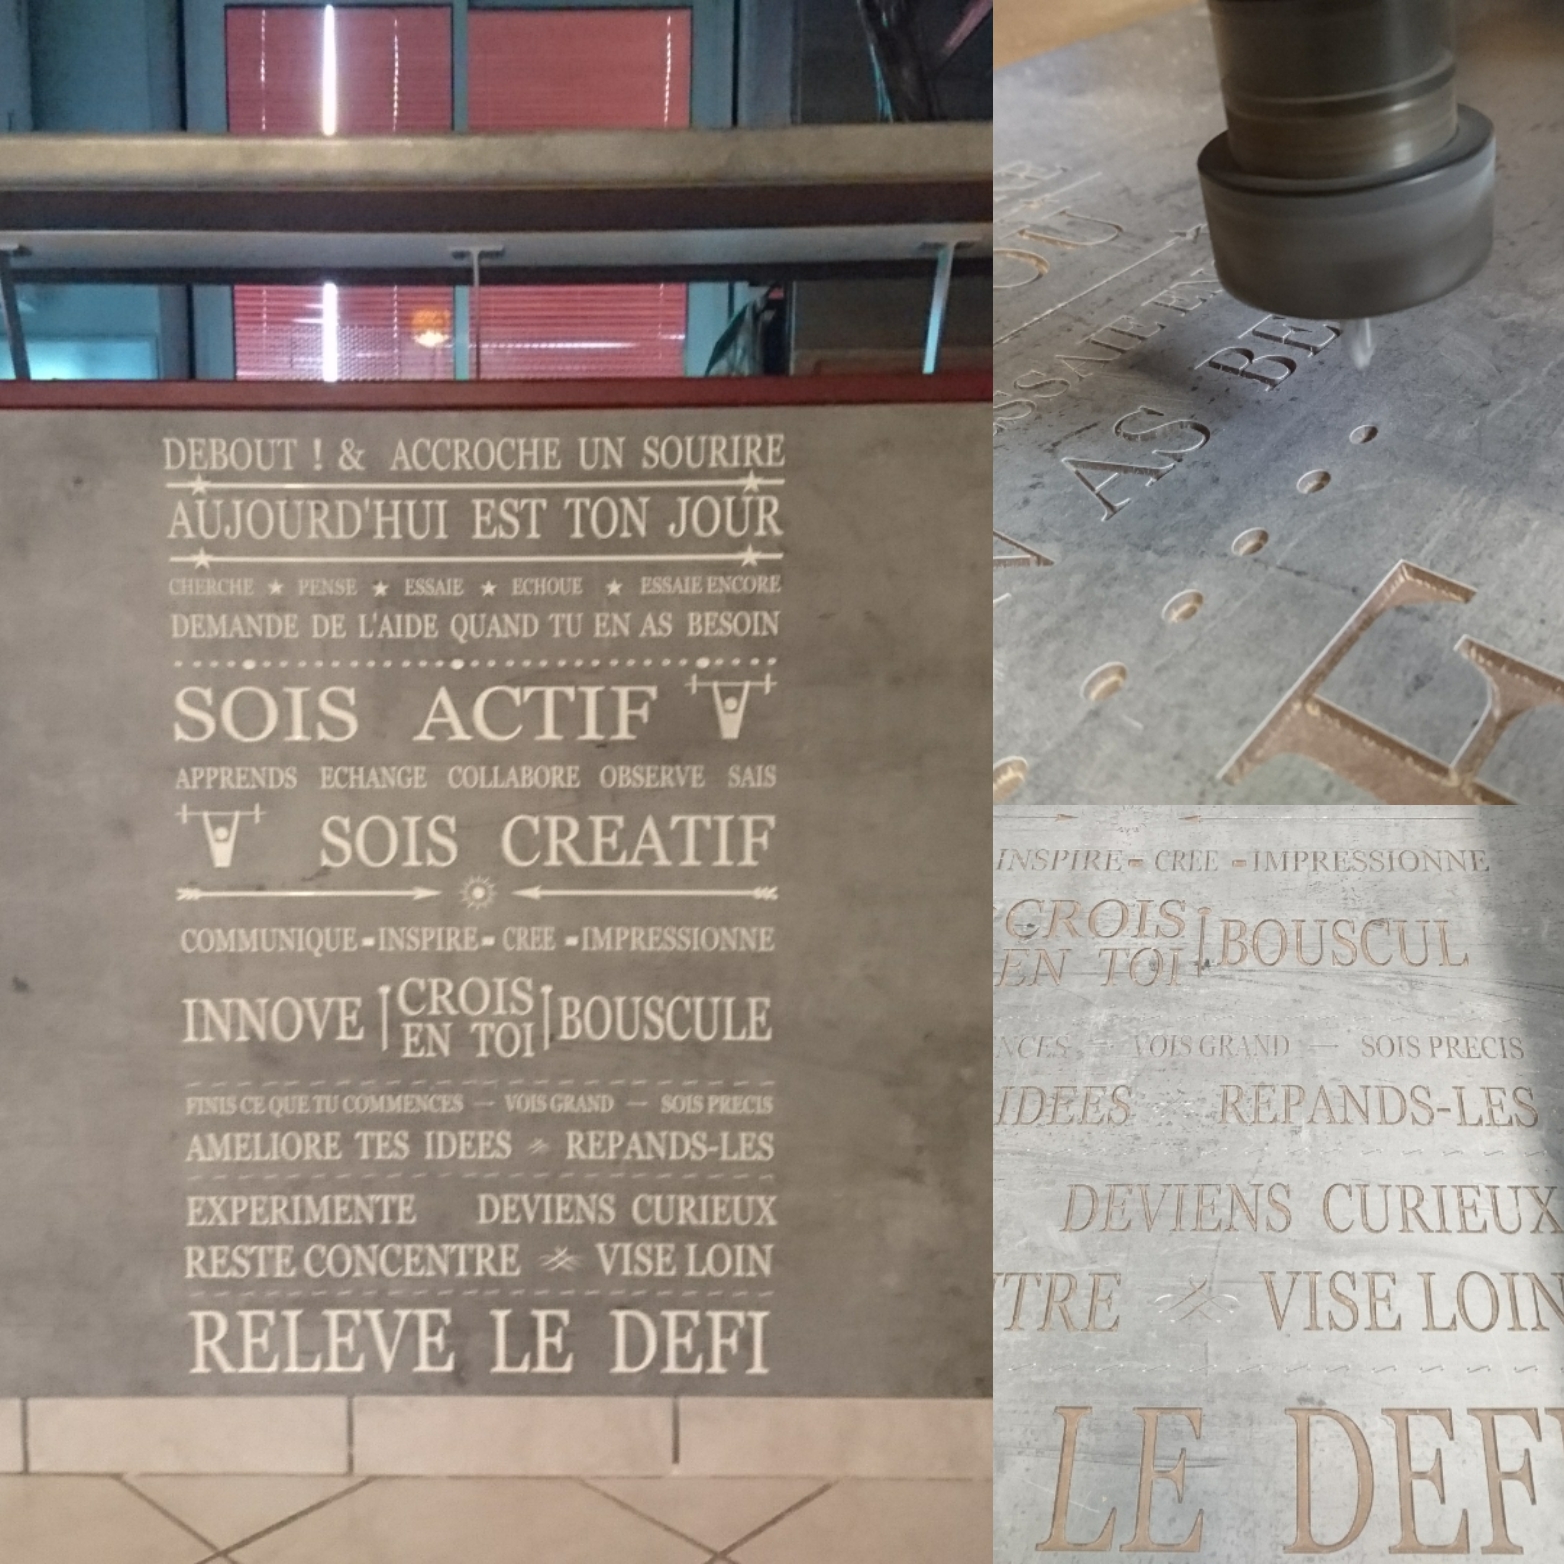 DEBOUT ! & ACCROCHE UN SOURIRE
AUJOURD'HUI EST TON JOUR
CHERCHE ★ PENSE ★ ESSAIE ★ ECHOUE ★ ESSAIE ENCORE
DEMANDE DE L'AIDE QUAND TU EN AS BESOIN
SOIS ACTIF
APPRENDS ECHANGE COLLABORE OBSERVE SAIS
SOIS CREATIF
COMMUNIQUE-INSPIRE-CREE-IMPRESSIONNE
INNOVE CROIS EN TOI BOUSCULE
FINIS CE QUE TU COMMENCES — VOIS GRAND — SOIS PRECIS
AMELIORE TES IDEES REPANDS-LES
EXPERIMENTE DEVIENS CURIEUX
RESTE CONCENTRE VISE LOIN
RELEVE LE DEFI
OU
AS BE
INSPIRE-CREE-IMPRESSIONNE
CROIS
EN TOI BOUSCUL
NCES — VOIS GRAND — SOIS PRECIS
IDEES REPANDS-LES
DEVIENS CURIEUX
TRE VISE LOIN
LE DEF